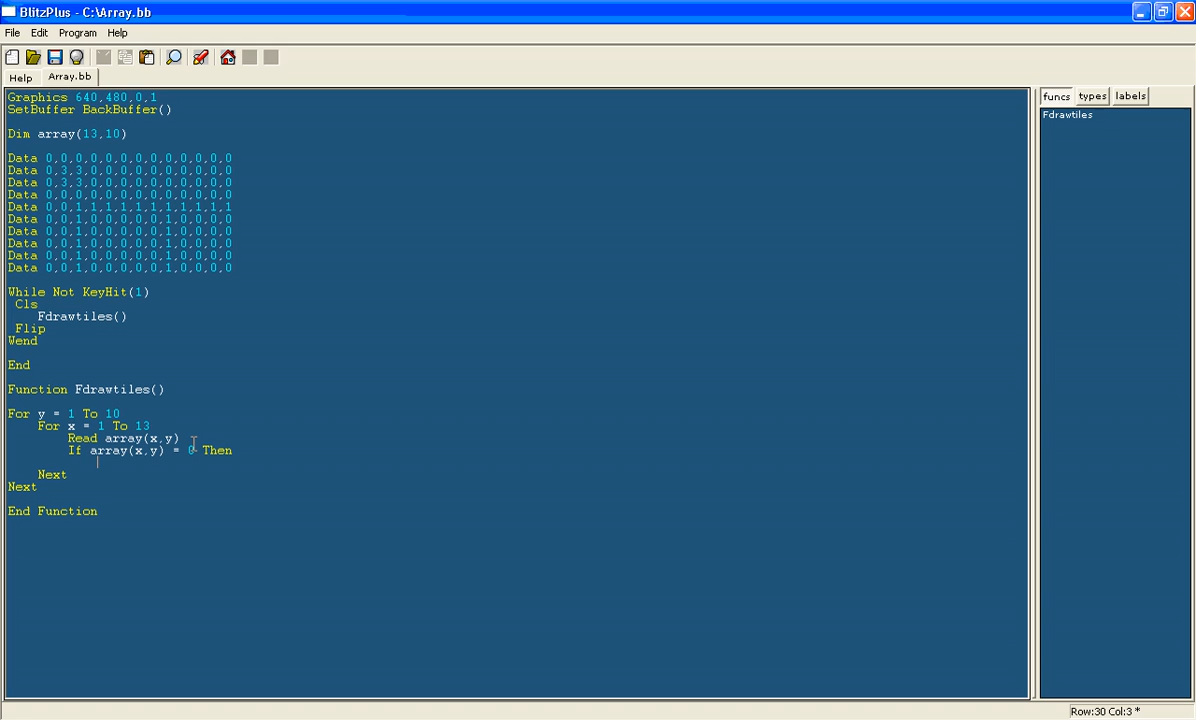 BlitzPlus - C:\Array.bb
File Edit Program Help
Help Array.bb
Graphics 640,480,0,1
SetBuffer BackBuffer()
Dim array(13,10)
Data 0,0,0,0,0,0,0,0,0,0,0,0,0
Data 0,3,3,0,0,0,0,0,0,0,0,0,0
Data 0,3,3,0,0,0,0,0,0,0,0,0,0
Data 0,0,0,0,0,0,0,0,0,0,0,0,0
Data 0,0,1,1,1,1,1,1,1,1,1,1,1
Data 0,0,1,0,0,0,0,0,1,0,0,0,0
Data 0,0,1,0,0,0,0,0,1,0,0,0,0
Data 0,0,1,0,0,0,0,0,1,0,0,0,0
Data 0,0,1,0,0,0,0,0,1,0,0,0,0
Data 0,0,1,0,0,0,0,0,1,0,0,0,0
While Not KeyHit(1)
Cls
Fdrawtiles()
Flip
Wend
End
Function Fdrawtiles()
For y = 1 To 10
For x = 1 To 13
Read array(x,y)
If array(x,y) = 0 Then
Next
Next
End Function
funcs types labels
Fdrawtiles
Row:30 Col:3 *